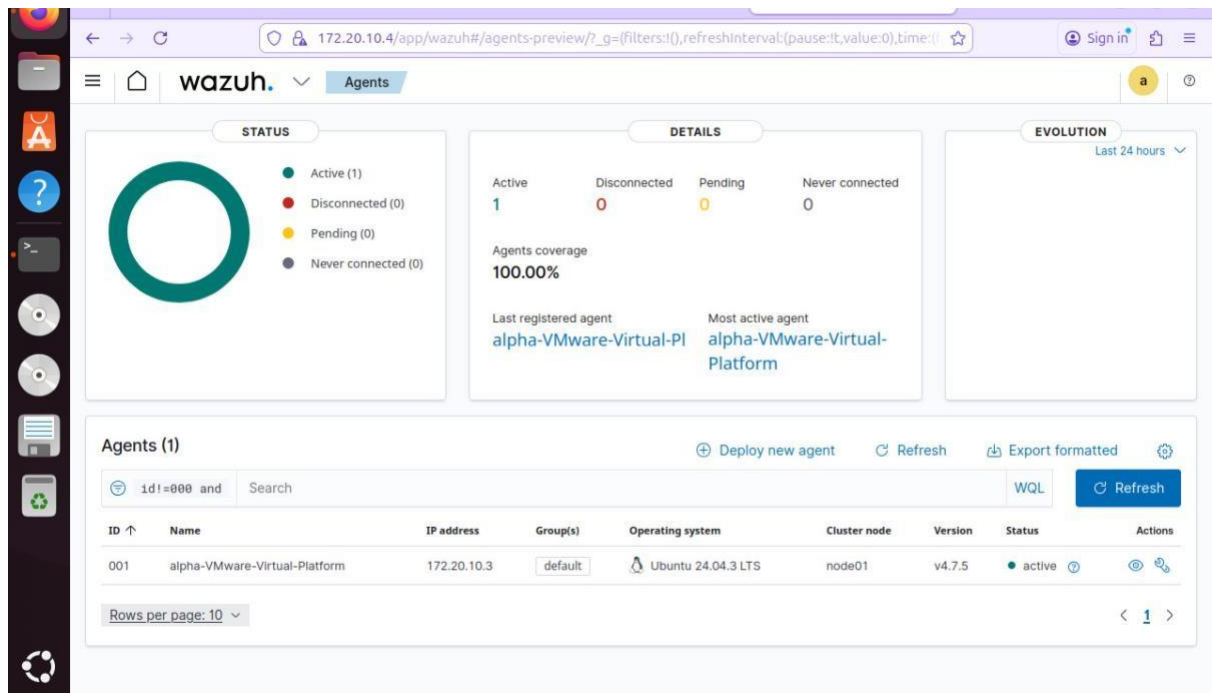 172.20.10.4/app/wazuh#/agents-preview/?_g=(filters:!(),refreshInterval:(pause:!t,value:0),time:(
Sign in
wazuh. Agents a
STATUS
Active (1)
Disconnected (0)
Pending (0)
Never connected (0)
DETAILS
Active Disconnected Pending Never connected
1 0 0 0
Agents coverage
100.00%
Last registered agent Most active agent
alpha-VMware-Virtual-Pl alpha-VMware-Virtual-
Platform
EVOLUTION
Last 24 hours
Agents (1) Deploy new agent Refresh Export formatted
id!=000 and Search WQL Refresh
ID Name IP address Group(s) Operating system Cluster node Version Status Actions
001 alpha-VMware-Virtual-Platform 172.20.10.3 default Ubuntu 24.04.3 LTS node01 v4.7.5 active
Rows per page: 10 < 1 >